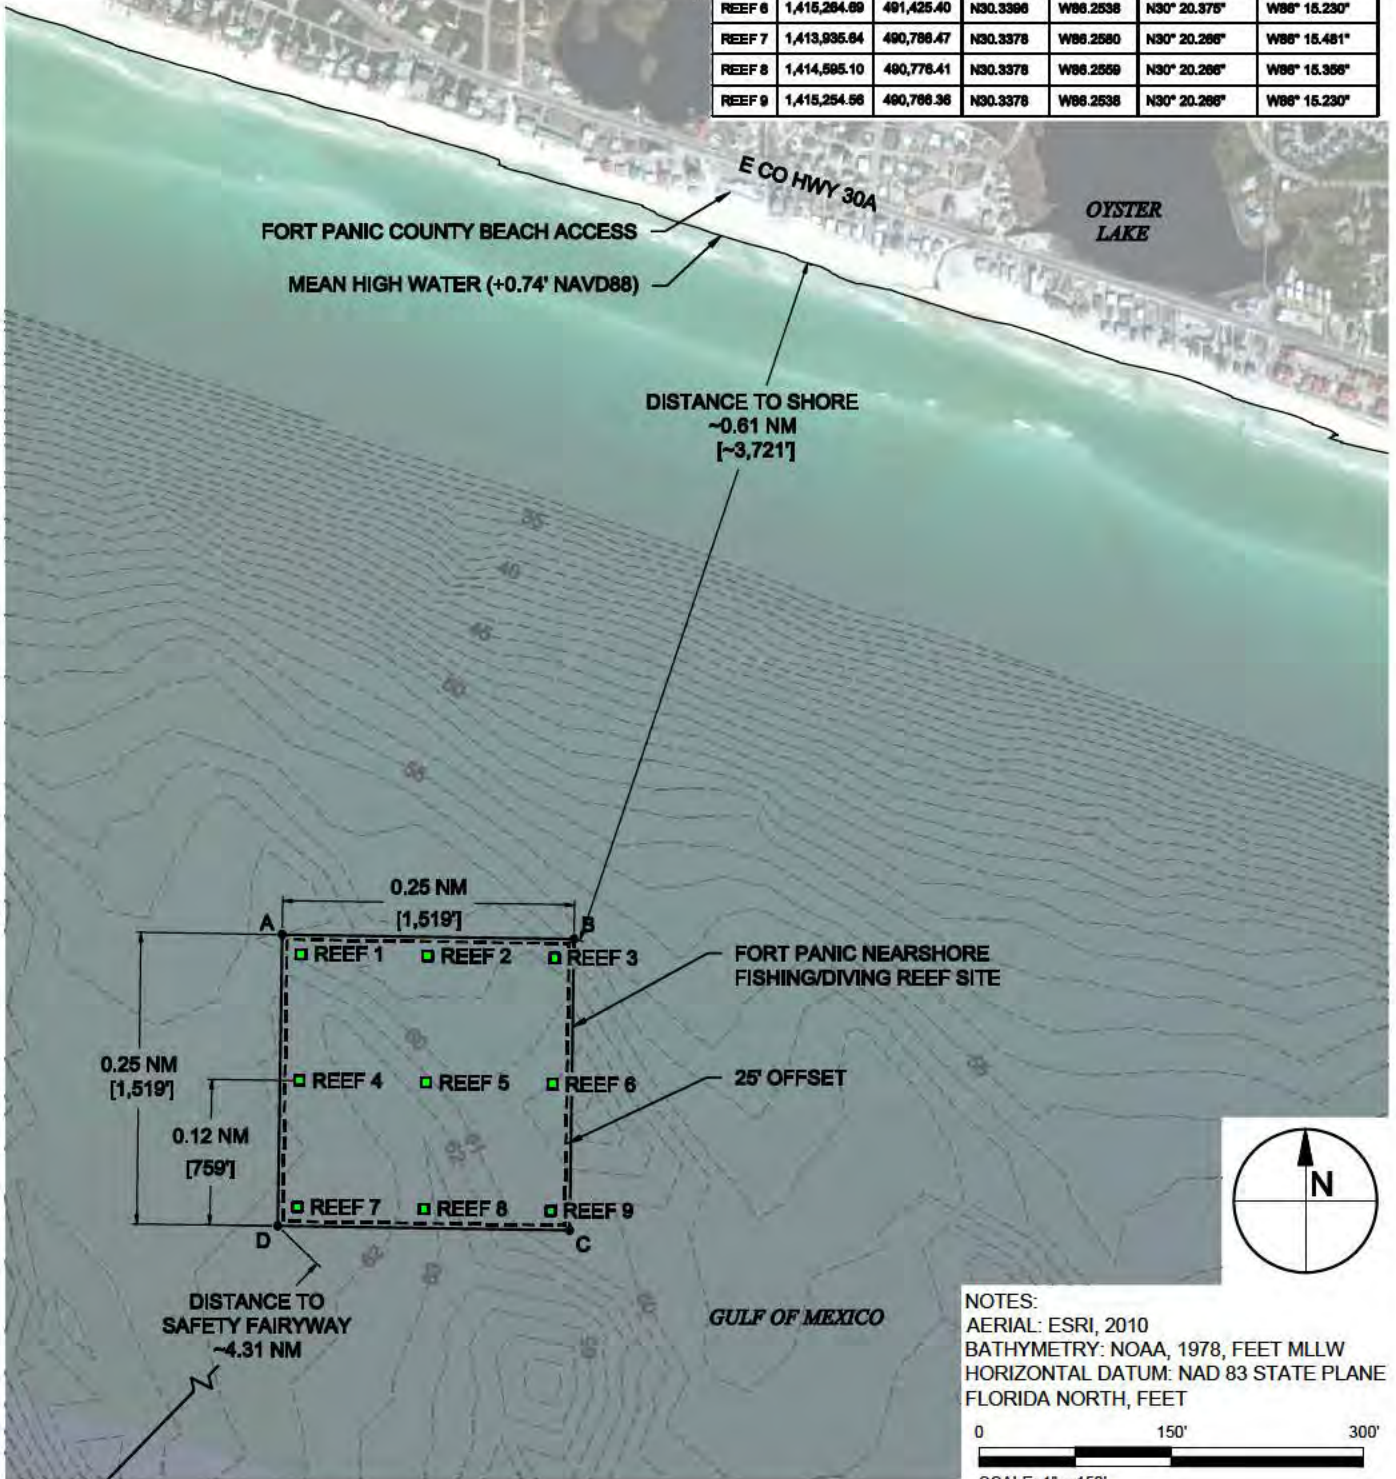 REEF 6 1,415,264.69 491,425.40 N30.3396 W86.2538 N30° 20.375" W86° 15.230"
REEF 7 1,413,935.64 490,786.47 N30.3378 W86.2580 N30° 20.266" W86° 15.481"
REEF 8 1,414,595.10 490,776.41 N30.3378 W86.2559 N30° 20.266" W86° 15.356"
REEF 9 1,415,254.56 490,766.36 N30.3378 W86.2538 N30° 20.266" W86° 15.230"
E CO HWY 30A
OYSTER
LAKE
FORT PANIC COUNTY BEACH ACCESS
MEAN HIGH WATER (+0.74' NAVD88)
DISTANCE TO SHORE
~0.61 NM
[~3,721']
35
40
45
50
55
0.25 NM
[1,519']
A
B
REEF 1
REEF 2
REEF 3
FORT PANIC NEARSHORE
FISHING/DIVING REEF SITE
60
0.25 NM
[1,519']
REEF 4
REEF 5
REEF 6
25' OFFSET
0.12 NM
[759']
REEF 7
REEF 8
REEF 9
D
C
62
DISTANCE TO
SAFETY FAIRYWAY
~4.31 NM
GULF OF MEXICO
N
NOTES:
AERIAL: ESRI, 2010
BATHYMETRY: NOAA, 1978, FEET MLLW
HORIZONTAL DATUM: NAD 83 STATE PLANE
FLORIDA NORTH, FEET
0 150' 300'